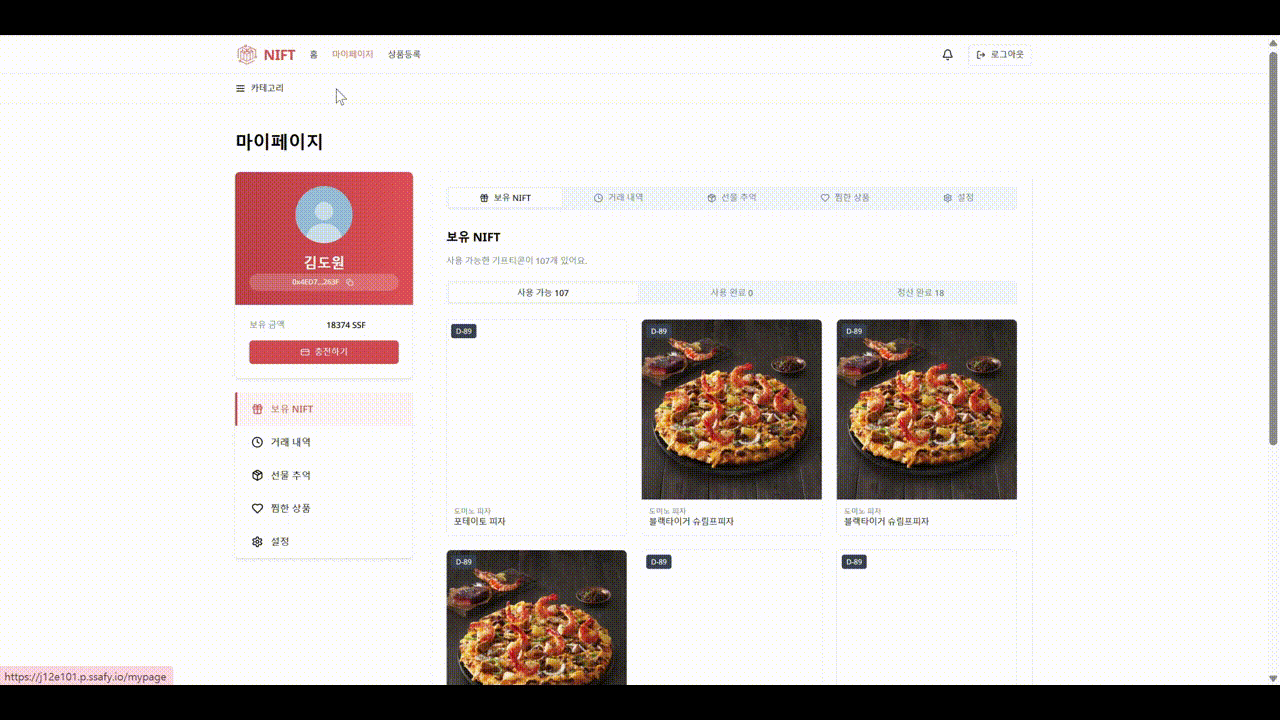 NIFT 홈 마이페이지 상품등록 로그아웃
카테고리
마이페이지
김도원
0x4E07...263F
보유 금액 18374 SSF
충전하기
보유 NIFT
거래 내역
선물 추억
찜한 상품
설정
보유 NIFT 거래 내역 선물 추억 찜한 상품 설정
보유 NIFT
사용 가능한 기프티콘이 107개 있어요.
사용 가능 107 사용 완료 0 정산 완료 18
D-89 D-89 D-89
도미노 피자 도미노 피자 도미노 피자
포테이토 피자 블랙타이거 슈림프피자 블랙타이거 슈림프피자
D-89 D-89 D-89
https://j12e101.p.ssafy.io/mypage